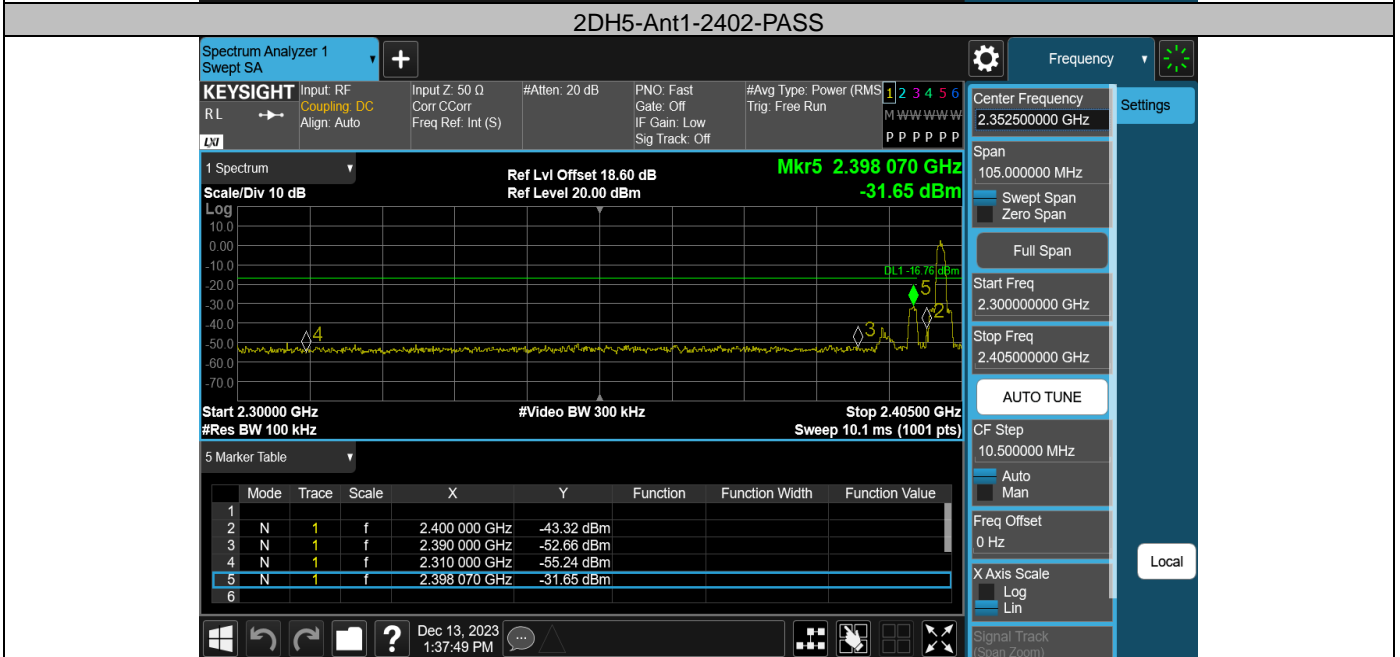 2DH5-Ant1-2402-PASS
Spectrum Analyzer 1
Swept SA
+
Frequency
KEYSIGHT
RL
LXI
Input: RF
Coupling: DC
Align: Auto
Input Z: 50 Ω
Corr CCorr
Freq Ref: Int (S)
#Atten: 20 dB
PNO: Fast
Gate: Off
IF Gain: Low
Sig Track: Off
#Avg Type: Power (RMS
Trig: Free Run
1 2 3 4 5 6
M W W W W W
P P P P P P
1 Spectrum
Scale/Div 10 dB
Ref Lvl Offset 18.60 dB
Ref Level 20.00 dBm
Mkr5 2.398 070 GHz
-31.65 dBm
Log
10.0
0.00
-10.0
-20.0
-30.0
-40.0
-50.0
-60.0
-70.0
DL1 -16.76 dBm
5
2
3
4
Start 2.30000 GHz
#Video BW 300 kHz
Stop 2.40500 GHz
#Res BW 100 kHz
Sweep 10.1 ms (1001 pts)
5 Marker Table
Mode Trace Scale X Y Function Function Width Function Value
1
2 N 1 f 2.400 000 GHz -43.32 dBm
3 N 1 f 2.390 000 GHz -52.66 dBm
4 N 1 f 2.310 000 GHz -55.24 dBm
5 N 1 f 2.398 070 GHz -31.65 dBm
6
?
Dec 13, 2023
1:37:49 PM
Center Frequency
2.352500000 GHz
Settings
Span
105.000000 MHz
Swept Span
Zero Span
Full Span
Start Freq
2.300000000 GHz
Stop Freq
2.405000000 GHz
AUTO TUNE
CF Step
10.500000 MHz
Auto
Man
Freq Offset
0 Hz
X Axis Scale
Log
Lin
Local
Signal Track
(Span Zoom)